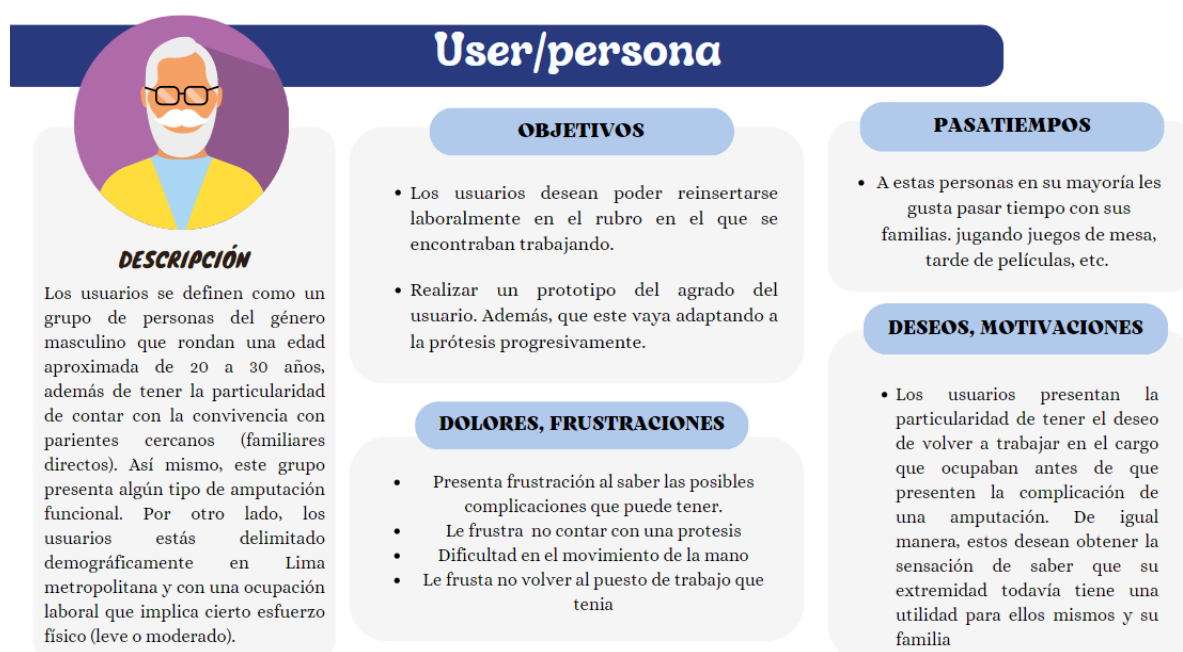 User/persona
DESCRIPCIÓN
Los usuarios se definen como un
grupo de personas del género
masculino que rondan una edad
aproximada de 20 a 30 años,
además de tener la particularidad
de contar con la convivencia con
parientes cercanos (familiares
directos). Así mismo, este grupo
presenta algún tipo de amputación
funcional. Por otro lado, los
usuarios estás delimitado
demográficamente en Lima
metropolitana y con una ocupación
laboral que implica cierto esfuerzo
físico (leve o moderado).
OBJETIVOS
• Los usuarios desean poder reinsertarse
laboralmente en el rubro en el que se
encontraban trabajando.
• Realizar un prototipo del agrado del
usuario. Además, que este vaya adaptando a
la prótesis progresivamente.
DOLORES, FRUSTRACIONES
• Presenta frustración al saber las posibles
complicaciones que puede tener.
• Le frustra no contar con una protesis
• Dificultad en el movimiento de la mano
• Le frusta no volver al puesto de trabajo que
tenia
PASATIEMPOS
• A estas personas en su mayoría les
gusta pasar tiempo con sus
familias. jugando juegos de mesa,
tarde de películas, etc.
DESEOS, MOTIVACIONES
• Los usuarios presentan la
particularidad de tener el deseo
de volver a trabajar en el cargo
que ocupaban antes de que
presenten la complicación de
una amputación. De igual
manera, estos desean obtener la
sensación de saber que su
extremidad todavía tiene una
utilidad para ellos mismos y su
familia